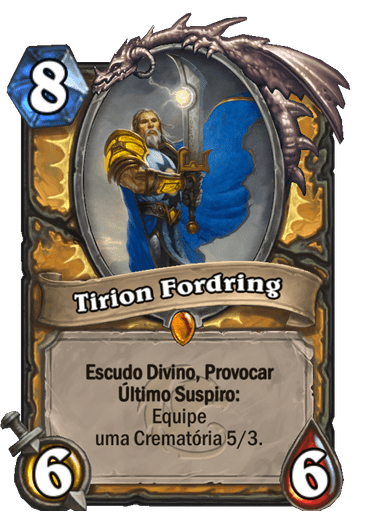 8
Tirion Fordring
Escudo Divino, Provocar
Último Suspiro:
Equipe
uma Crematória 5/3.
6
6